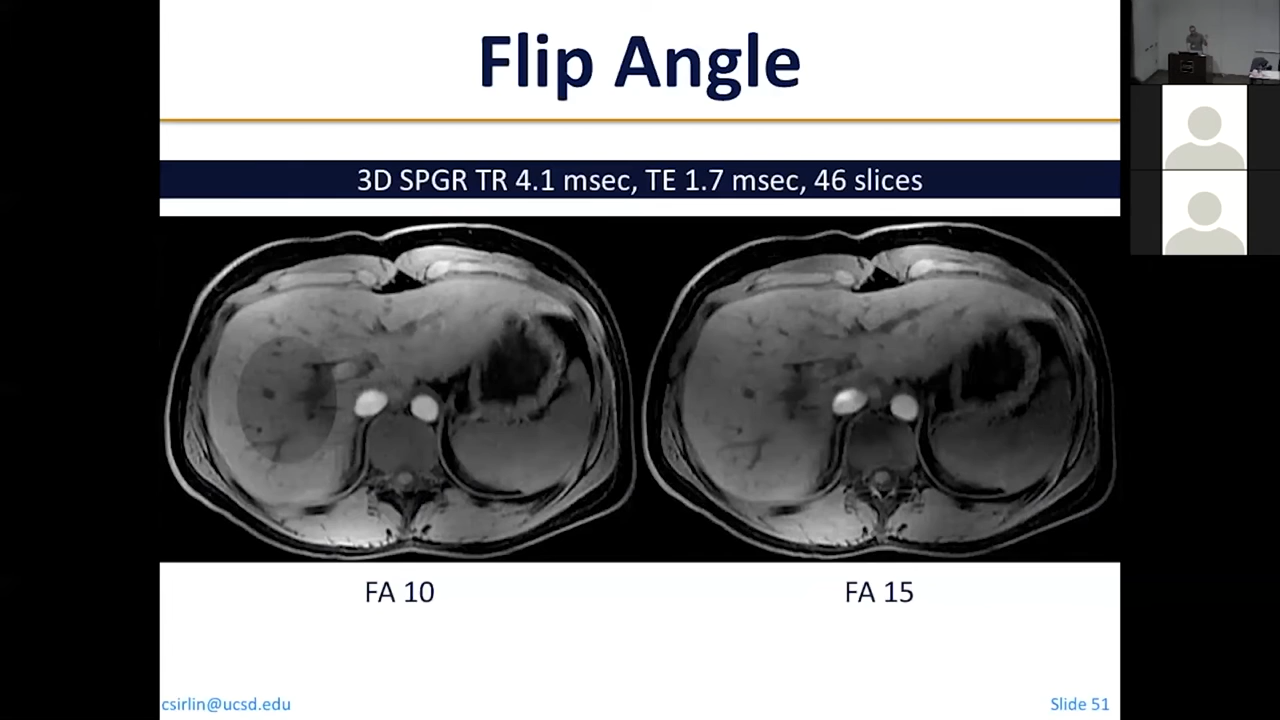 Flip Angle
3D SPGR TR 4.1 msec, TE 1.7 msec, 46 slices
FA 10
FA 15
csirlin@ucsd.edu
Slide 51